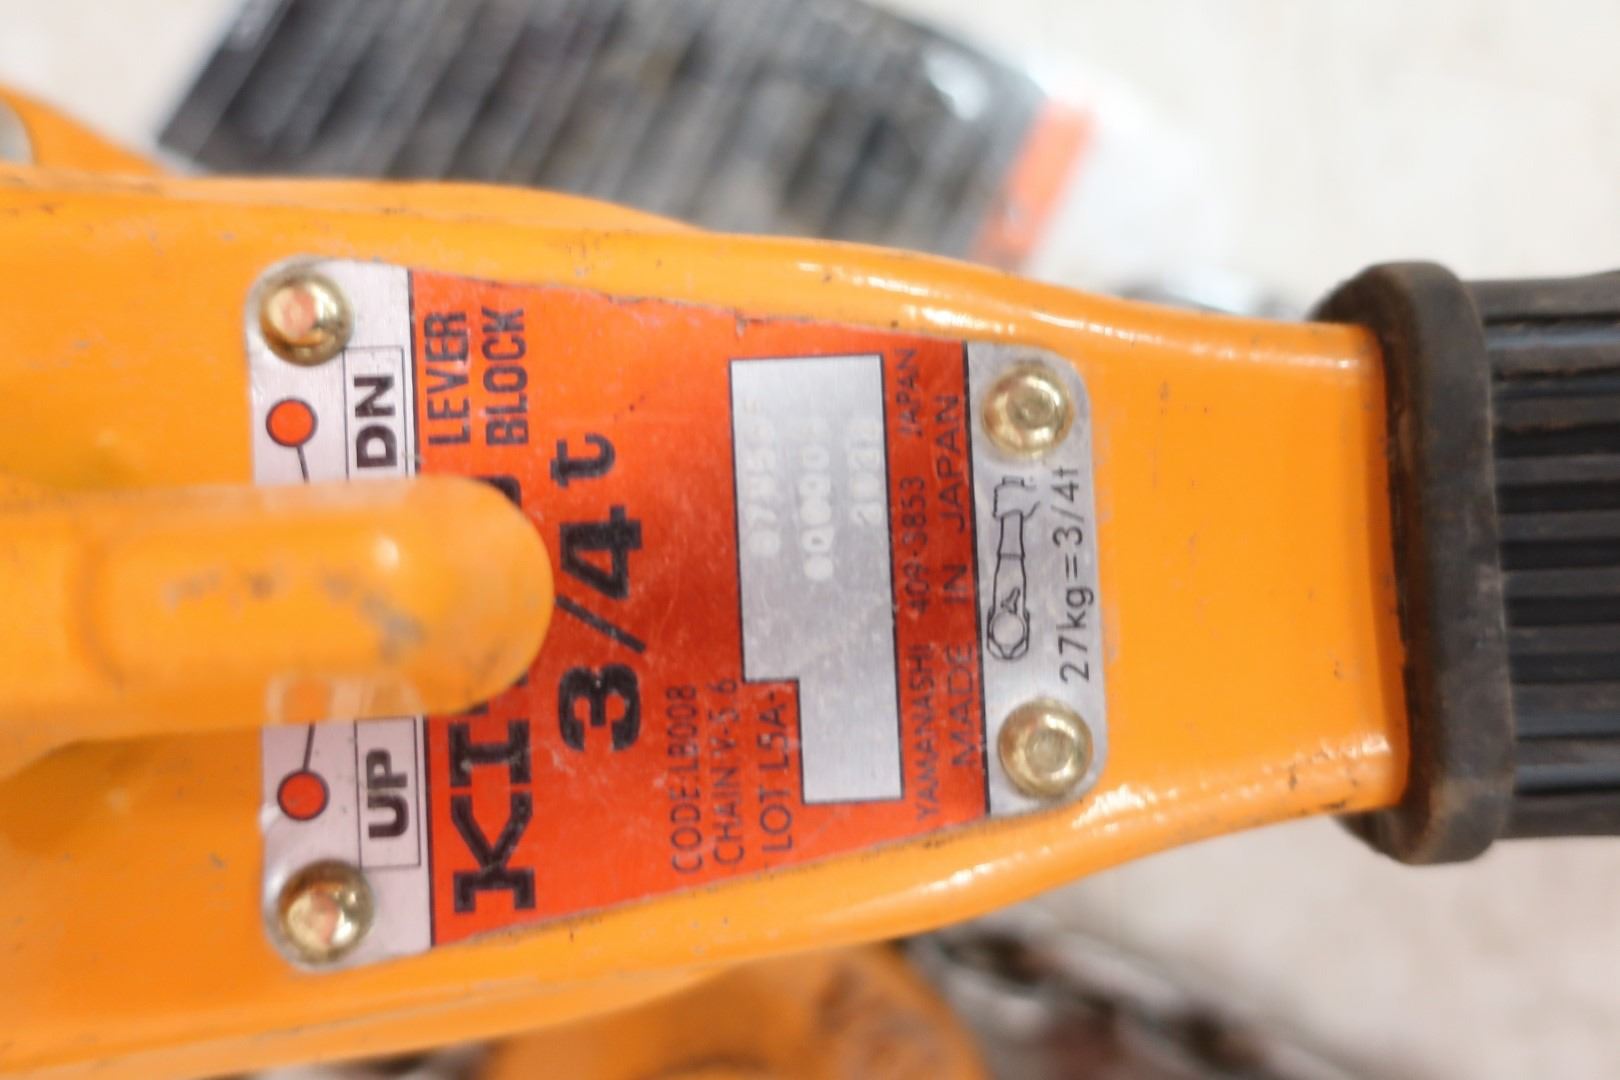 UP DN
KI
LEVER
BLOCK
3/4t
CODE:LB008
CHAIN:V-5.6
LOT L5A-
YAMANASHI 409-3853 JAPAN
MADE IN JAPAN
27kg=3/4t